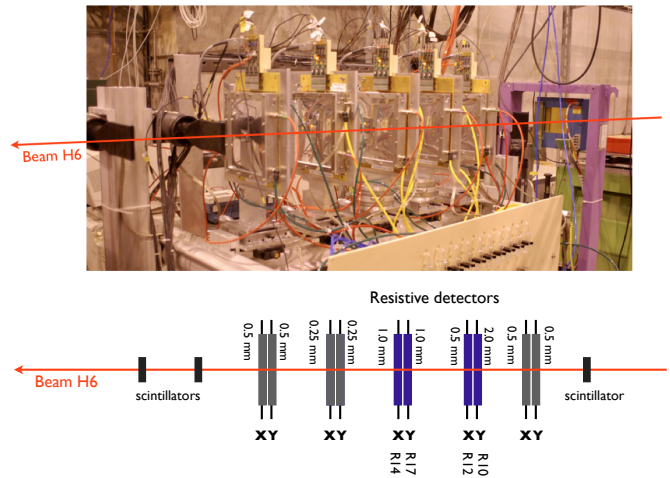 Beam H6
Resistive detectors
0.5 mm
0.5 mm
0.25 mm
0.25 mm
1.0 mm
1.0 mm
0.5 mm
2.0 mm
0.5 mm
0.5 mm
Beam H6
scintillators
scintillator
XY
XY
XY
XY
XY
R14
R17
R12
R10